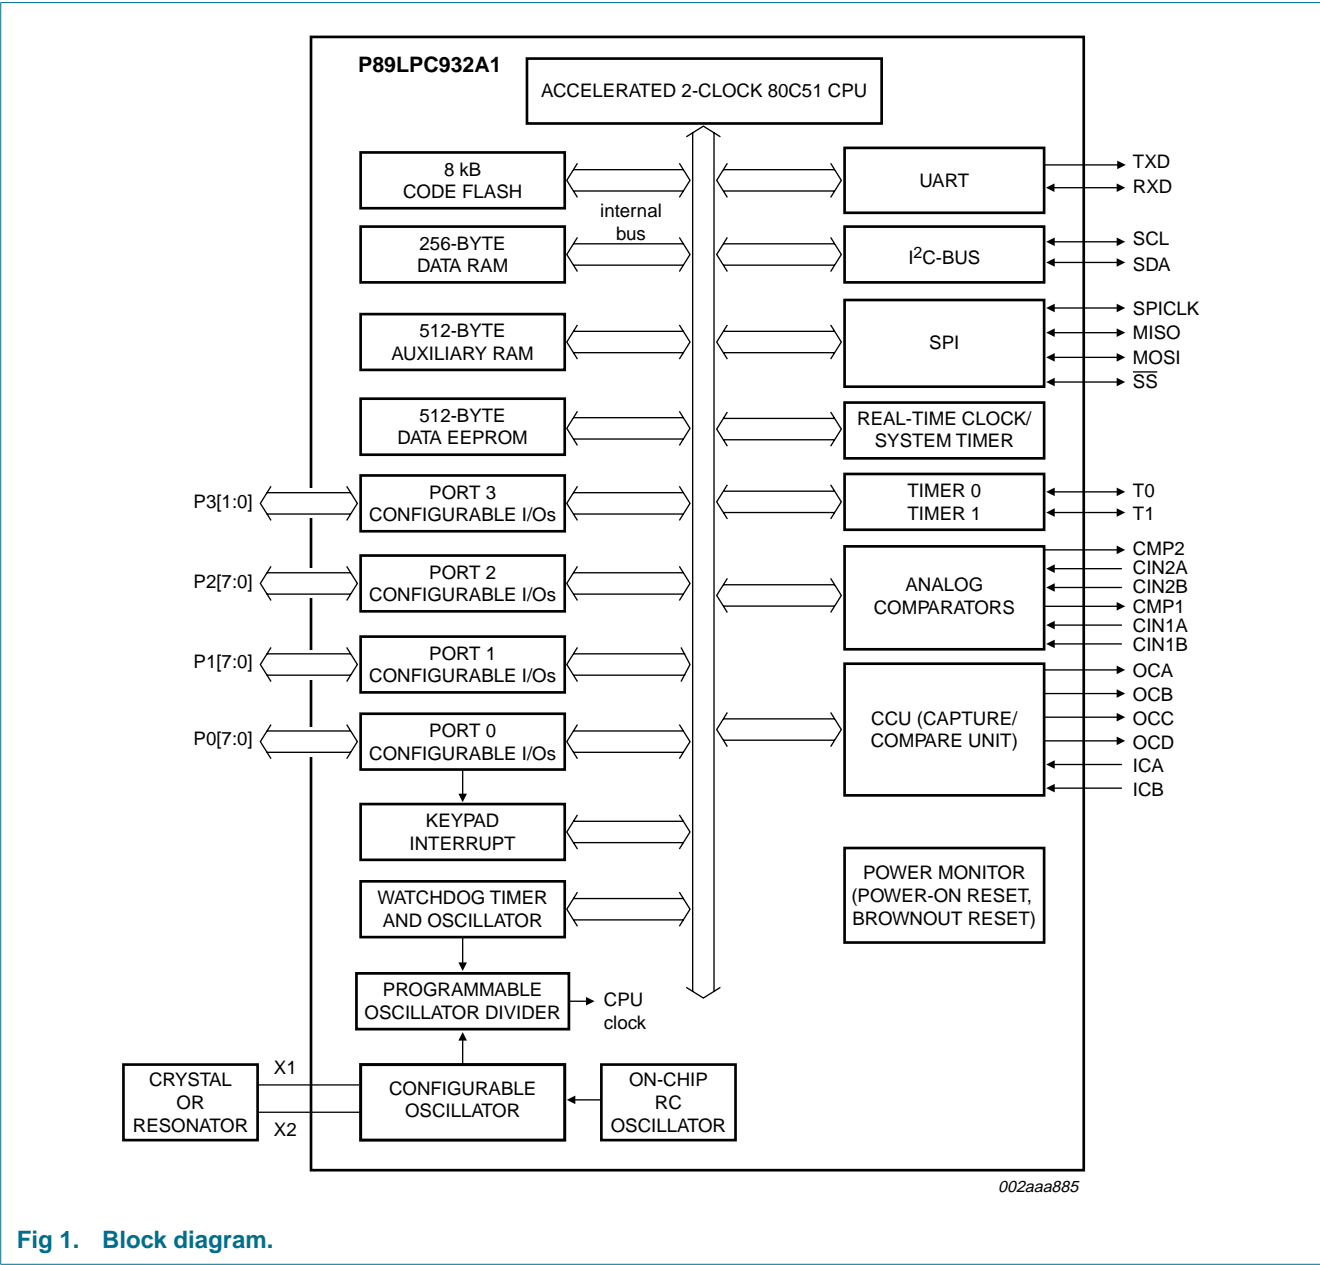 P89LPC932A1
ACCELERATED 2-CLOCK 80C51 CPU
8 kB
CODE FLASH
internal
bus
256-BYTE
DATA RAM
512-BYTE
AUXILIARY RAM
512-BYTE
DATA EEPROM
P3[1:0]
PORT 3
CONFIGURABLE I/Os
P2[7:0]
PORT 2
CONFIGURABLE I/Os
P1[7:0]
PORT 1
CONFIGURABLE I/Os
P0[7:0]
PORT 0
CONFIGURABLE I/Os
KEYPAD
INTERRUPT
WATCHDOG TIMER
AND OSCILLATOR
PROGRAMMABLE
OSCILLATOR DIVIDER
CPU
clock
CRYSTAL
OR
RESONATOR
X1
X2
CONFIGURABLE
OSCILLATOR
ON-CHIP
RC
OSCILLATOR
UART
TXD
RXD
I²C-BUS
SCL
SDA
SPI
SPICLK
MISO
MOSI
S̅S̅
REAL-TIME CLOCK/
SYSTEM TIMER
TIMER 0
TIMER 1
T0
T1
ANALOG
COMPARATORS
CMP2
CIN2A
CIN2B
CMP1
CIN1A
CIN1B
CCU (CAPTURE/
COMPARE UNIT)
OCA
OCB
OCC
OCD
ICA
ICB
POWER MONITOR
(POWER-ON RESET,
BROWNOUT RESET)
002aaa885
Fig 1. Block diagram.